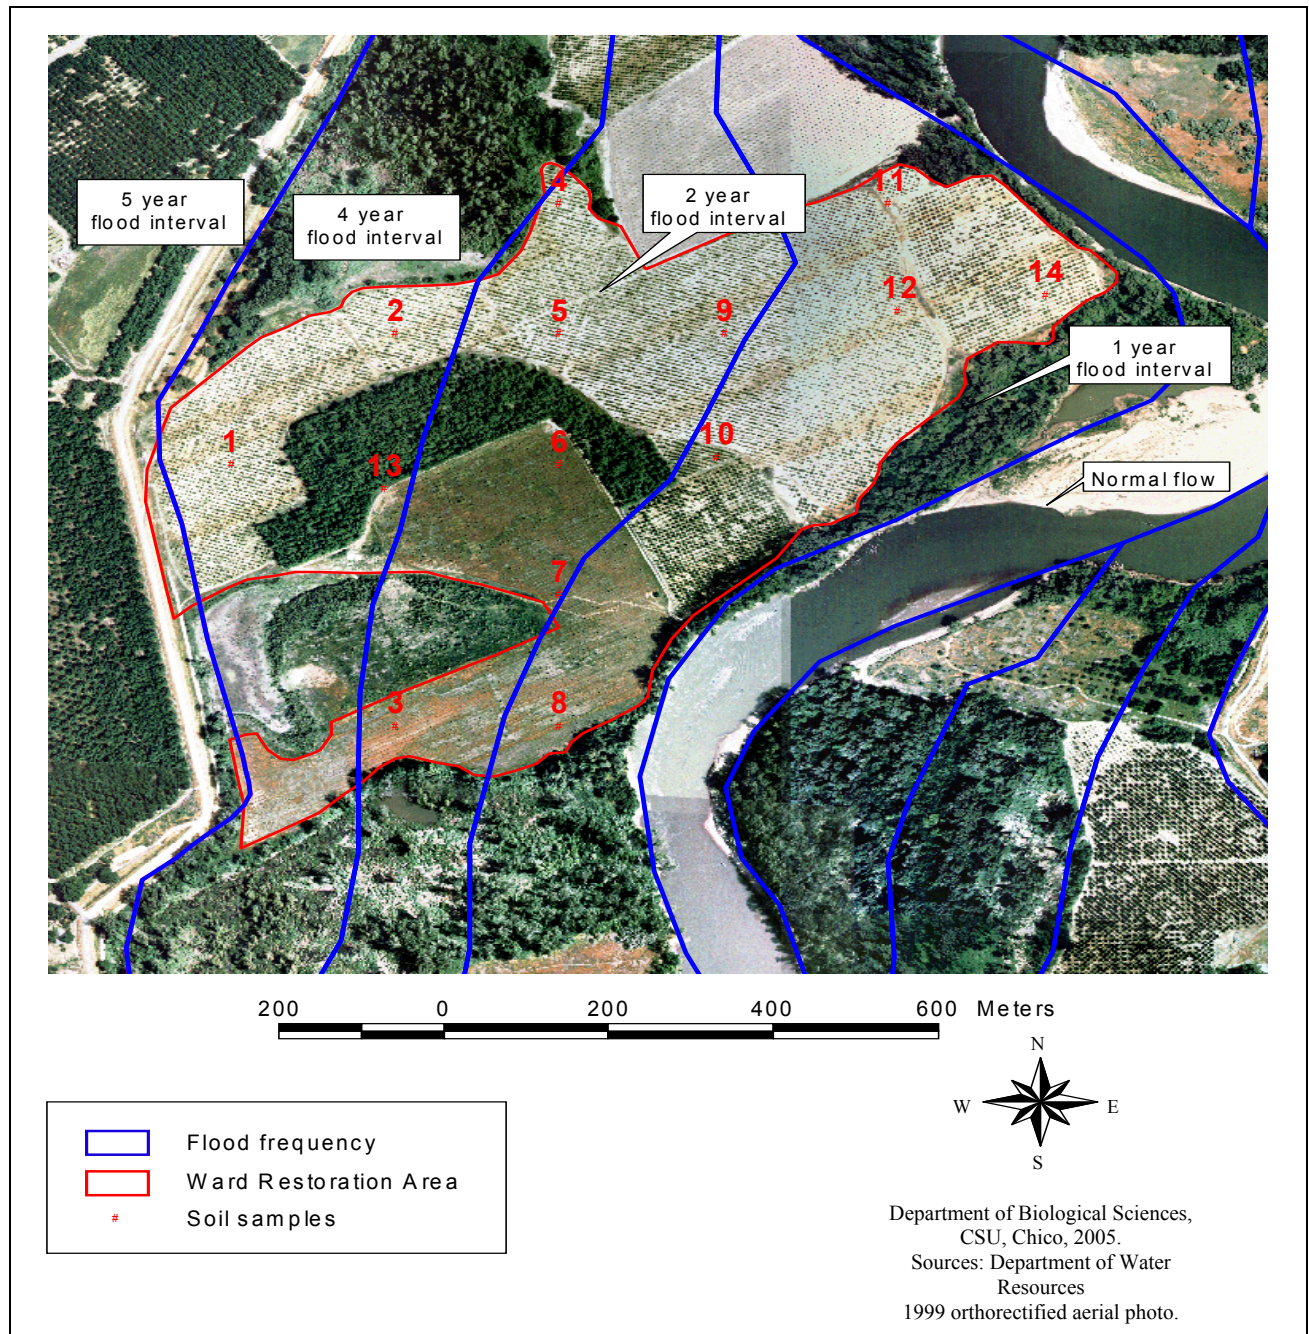 4
11
5 year
flood interval
4 year
flood interval
2 year
flood interval
14
12
2
5
9
1 year
flood interval
1
13
6
10
Normal flow
7
3
8
200 0 200 400 600 Meters
N
W E
S
Flood frequency
Ward Restoration Area
# Soil samples
Department of Biological Sciences,
CSU, Chico, 2005.
Sources: Department of Water
Resources
1999 orthorectified aerial photo.